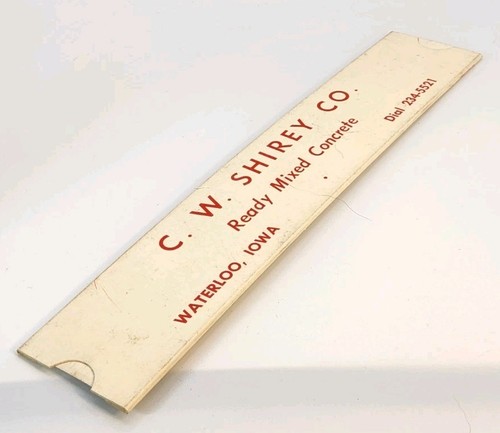 C. W. SHIREY CO.
Ready Mixed Concrete
WATERLOO, IOWA Dial 234-5521